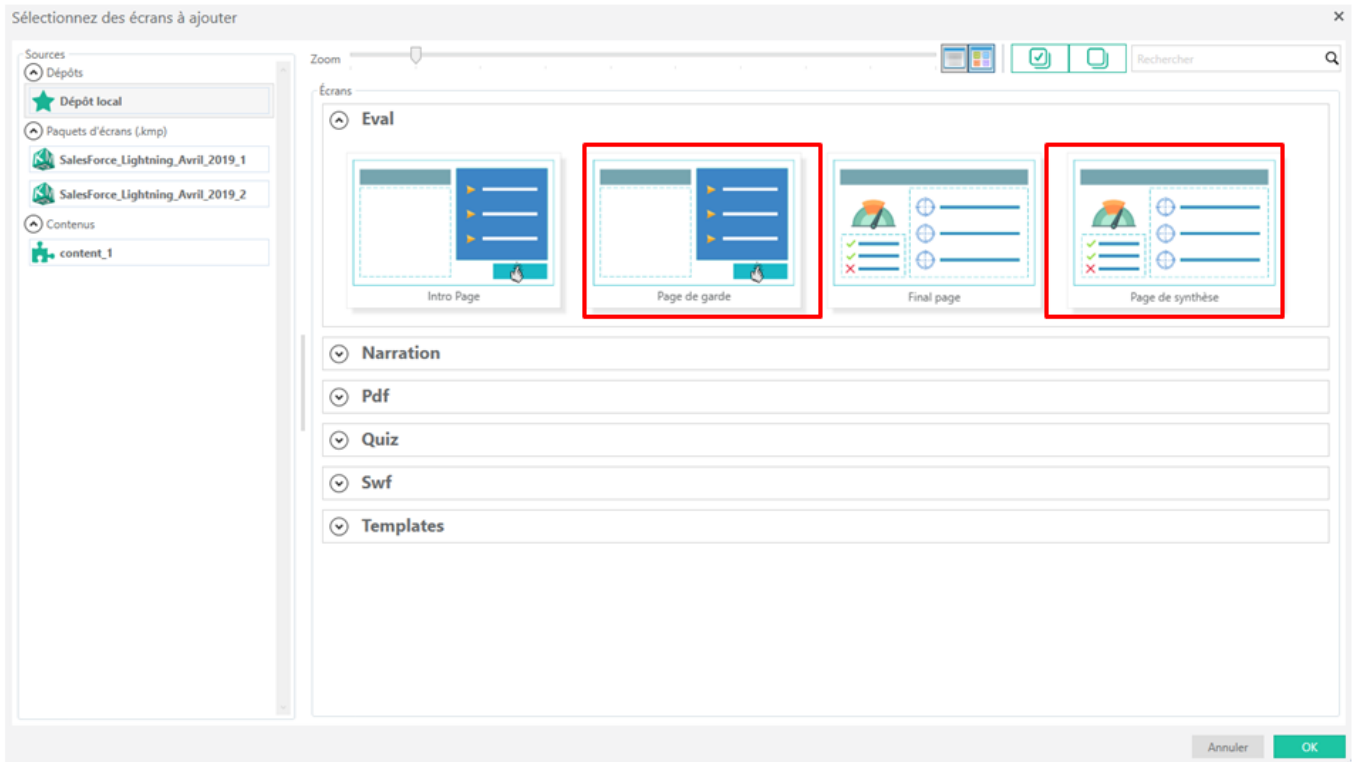 Sélectionnez des écrans à ajouter
Sources
Dépôts
Dépôt local
Paquets d'écrans (.kmp)
SalesForce_Lightning_Avril_2019_1
SalesForce_Lightning_Avril_2019_2
Contenus
content_1
Zoom
Rechercher
Écrans
Eval
Intro Page
Page de garde
Final page
Page de synthèse
Narration
Pdf
Quiz
Swf
Templates
Annuler
OK